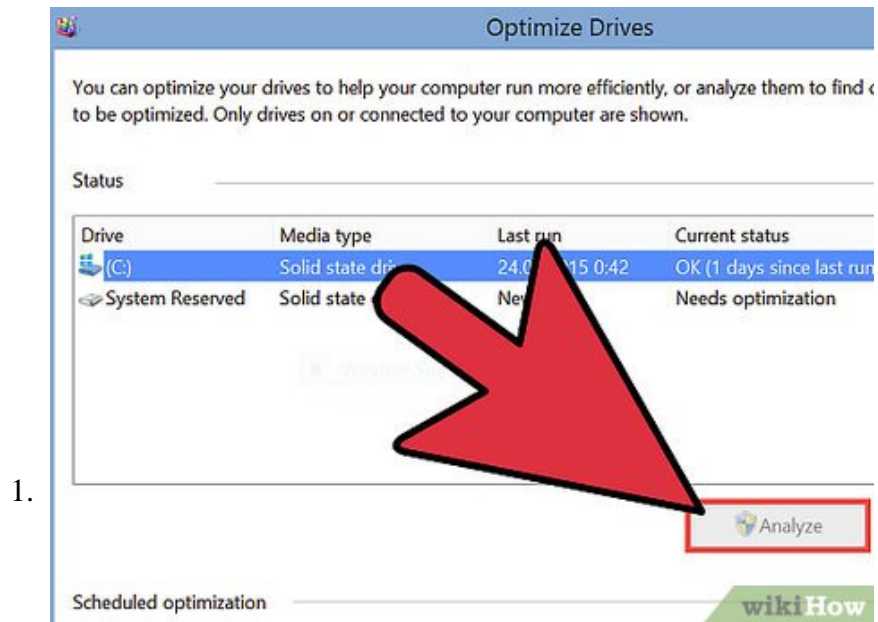 Optimize Drives
You can optimize your drives to help your computer run more efficiently, or analyze them to find
to be optimized. Only drives on or connected to your computer are shown.
Status
Drive Media type Last run Current status
(C:) Solid state 0:42 OK (1 days since last run
System Reserved Solid state Needs optimization
1.
Analyze
Scheduled optimization
wikiHow